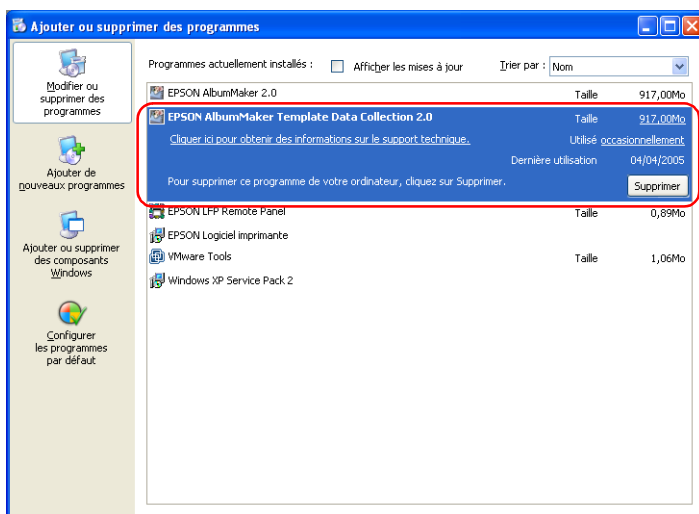 Ajouter ou supprimer des programmes
Modifier ou
supprimer des
programmes
Ajouter de
nouveaux programmes
Ajouter ou supprimer
des composants
Windows
Configurer
les programmes
par défaut
Programmes actuellement installés : Afficher les mises à jour Trier par : Nom
EPSON AlbumMaker 2.0 Taille 917,00Mo
EPSON AlbumMaker Template Data Collection 2.0 Taille 917,00Mo
Cliquer ici pour obtenir des informations sur le support technique. Utilisé occasionnellement
Dernière utilisation 04/04/2005
Pour supprimer ce programme de votre ordinateur, cliquez sur Supprimer. Supprimer
EPSON LFP Remote Panel Taille 0,89Mo
EPSON Logiciel imprimante
VMware Tools Taille 1,06Mo
Windows XP Service Pack 2